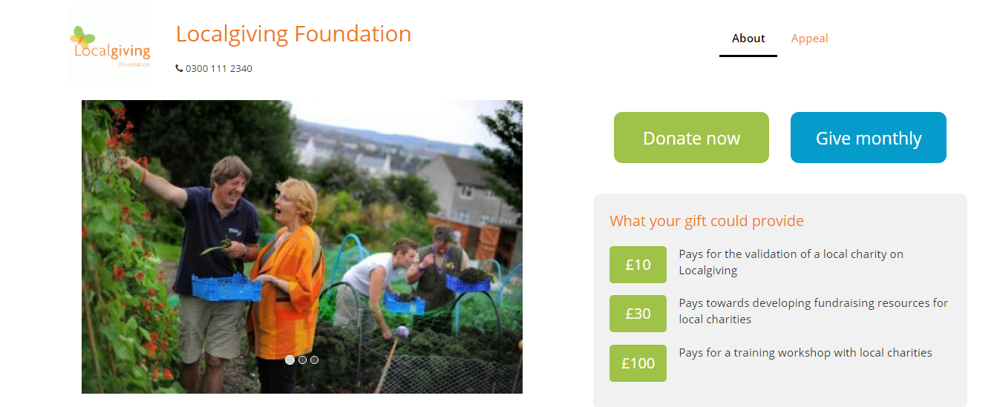 Localgiving
Foundation
Localgiving Foundation
0300 111 2340
About
Appeal
Donate now
Give monthly
What your gift could provide
£10
Pays for the validation of a local charity on
Localgiving
£30
Pays towards developing fundraising resources for
local charities
£100
Pays for a training workshop with local charities